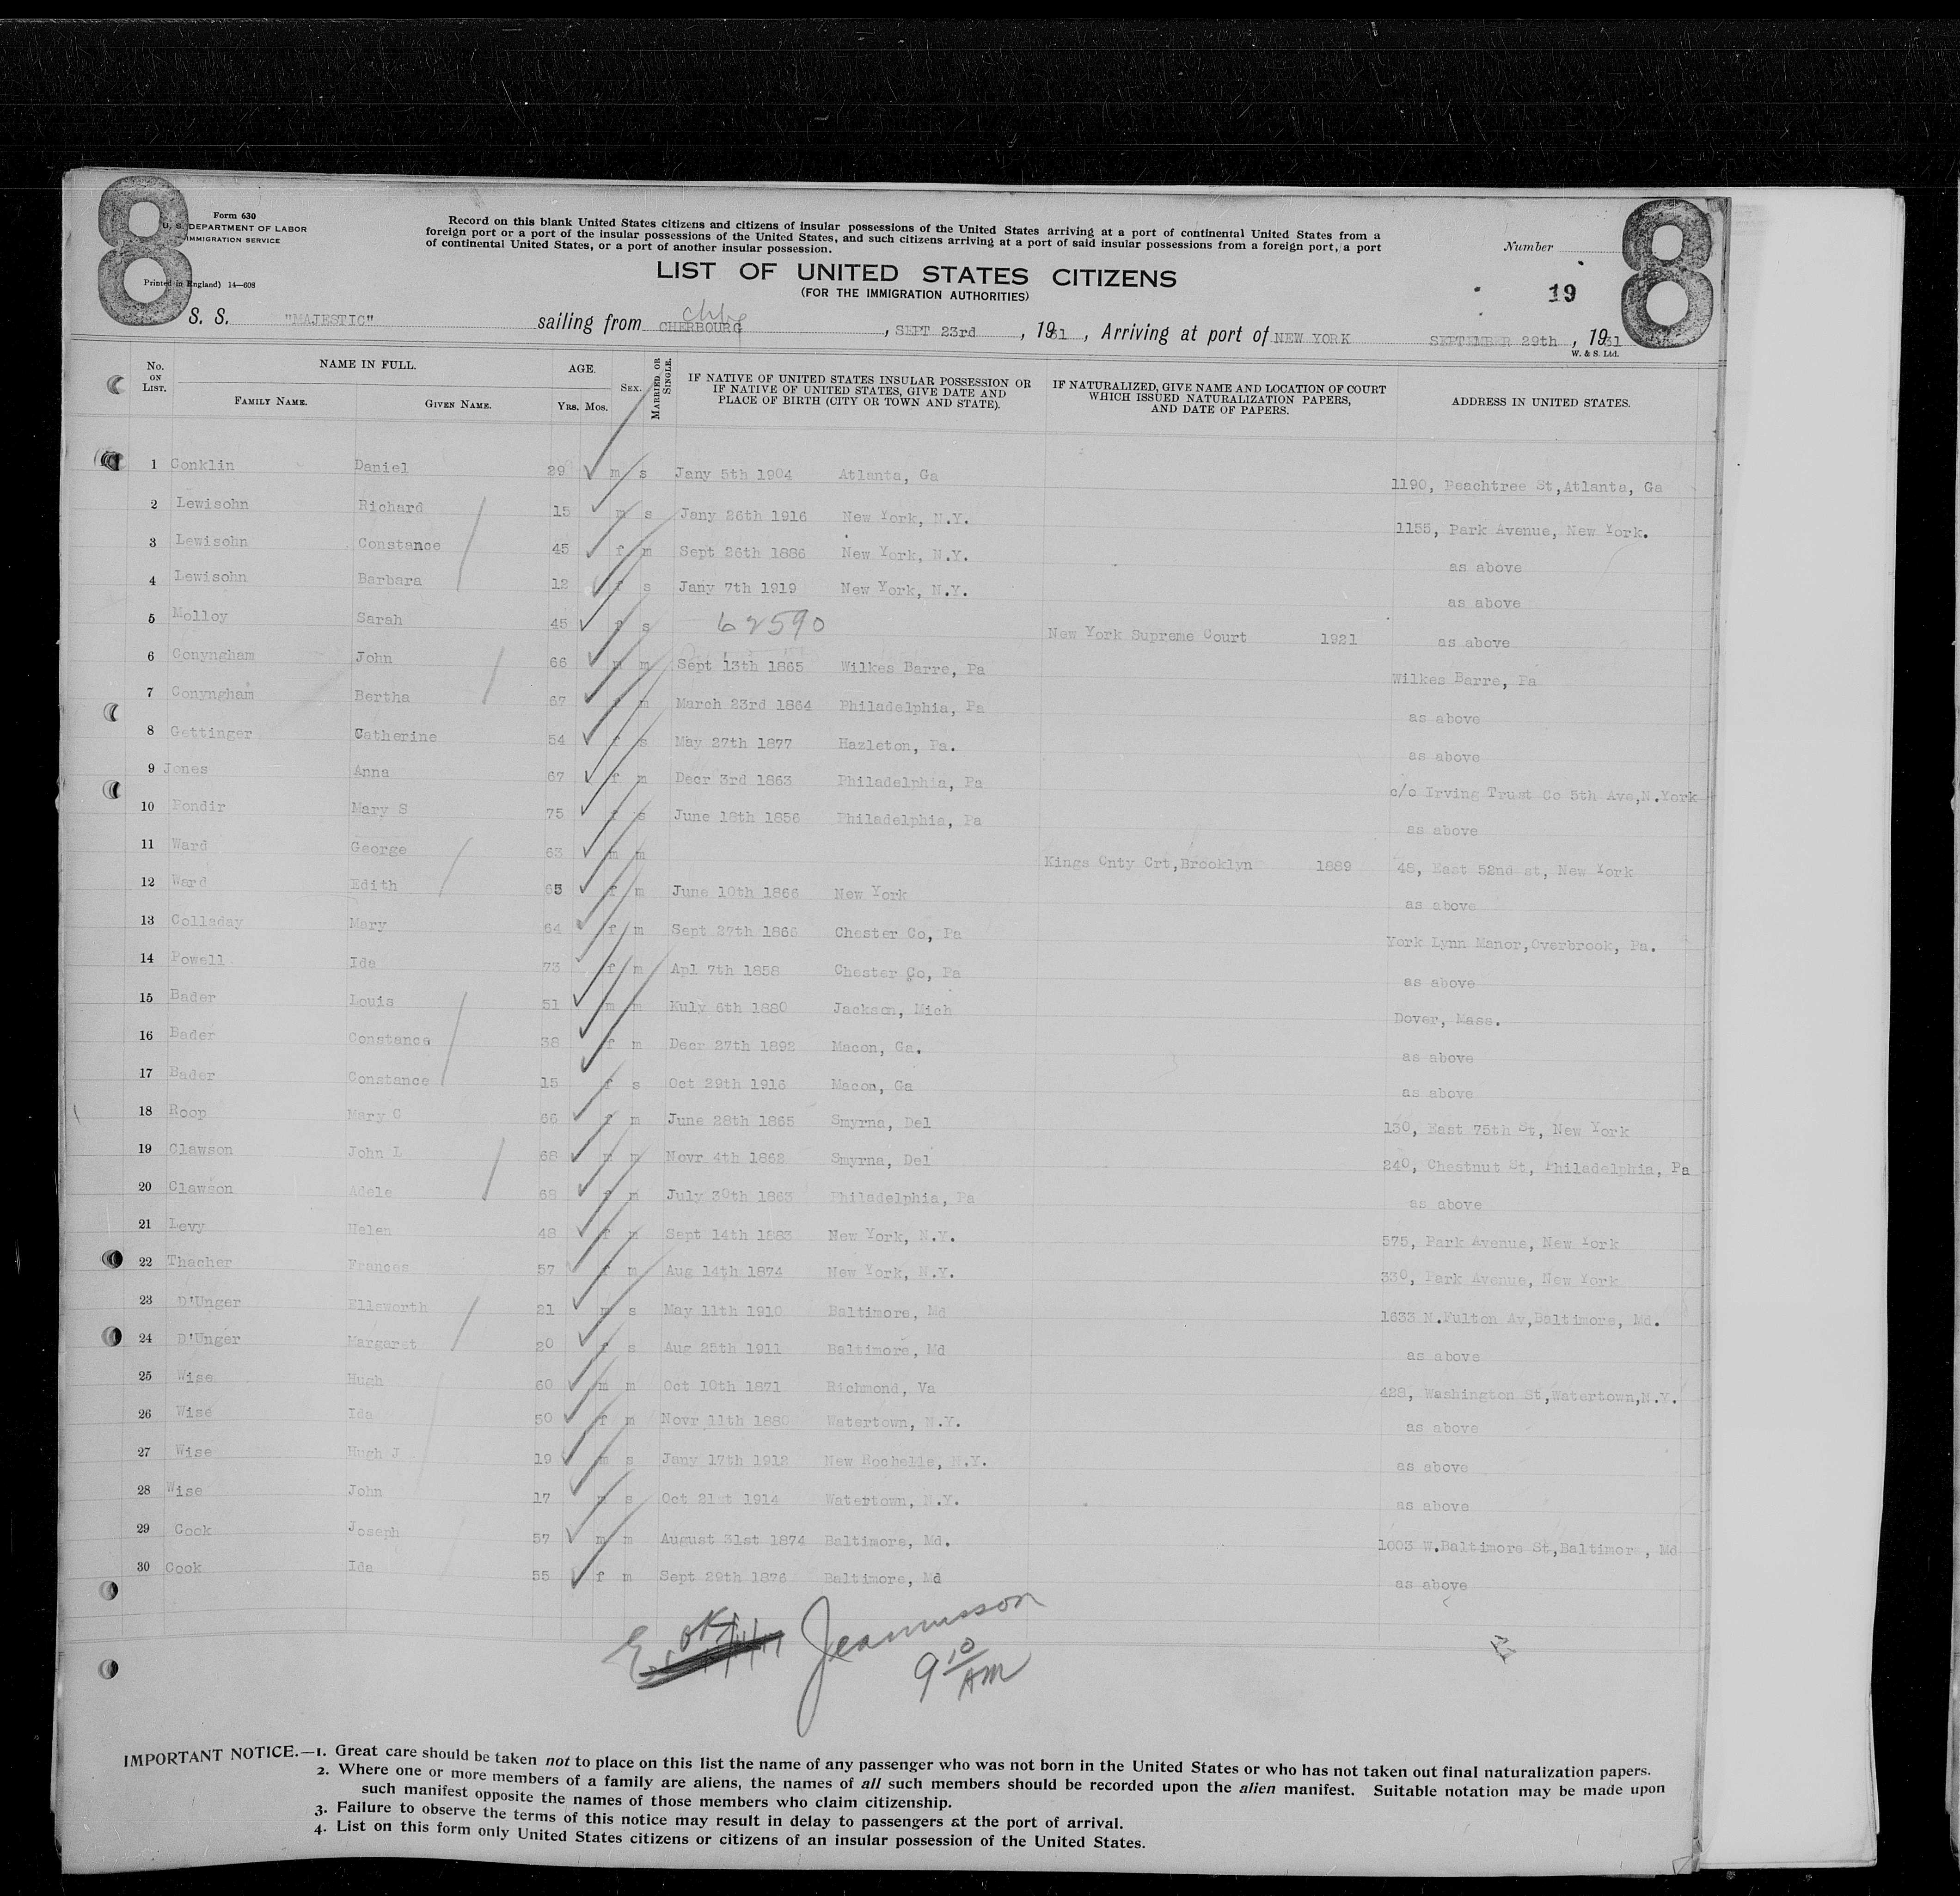 8 8
Form 630
U. S. DEPARTMENT OF LABOR
IMMIGRATION SERVICE
Printed in England) 14—608
Record on this blank United States citizens and citizens of insular possessions of the United States arriving at a port of continental United States from a
foreign port or a port of the insular possessions of the United States, and such citizens arriving at a port of said insular possessions from a foreign port, a port
of continental United States, or a port of another insular possession.
Number
LIST OF UNITED STATES CITIZENS
(FOR THE IMMIGRATION AUTHORITIES)
19
S. S. "MAJESTIC" sailing from CHERBOURG, SEPT 23rd, 1931, Arriving at port of NEW YORK SEPTEMBER 29th, 1931
W. & S. Ltd.
No. ON LIST. NAME IN FULL. FAMILY NAME. GIVEN NAME. AGE. YRS. MOS. SEX. MARRIED OR SINGLE. IF NATIVE OF UNITED STATES INSULAR POSSESSION OR IF NATIVE OF UNITED STATES, GIVE DATE AND PLACE OF BIRTH (CITY OR TOWN AND STATE). IF NATURALIZED, GIVE NAME AND LOCATION OF COURT WHICH ISSUED NATURALIZATION PAPERS, AND DATE OF PAPERS. ADDRESS IN UNITED STATES.
1 Conklin Daniel 29 m s Jany 5th 1904 Atlanta, Ga 1190, Peachtree St,Atlanta, Ga
2 Lewisohn Richard 15 m s Jany 26th 1916 New York, N.Y. 1155, Park Avenue, New York.
3 Lewisohn Constance 45 f m Sept 26th 1886 New York, N.Y. as above
4 Lewisohn Barbara 12 f s Jany 7th 1919 New York, N.Y. as above
5 Molloy Sarah 45 f s 62590 New York Supreme Court 1921 as above
6 Conyngham John 66 m m Sept 13th 1865 Wilkes Barre, Pa Wilkes Barre, Pa
7 Conyngham Bertha 67 f m March 23rd 1864 Philadelphia, Pa as above
8 Gettinger Catherine 54 f s May 27th 1877 Hazleton, Pa. as above
9 Jones Anna 67 f m Decr 3rd 1863 Philadelphia, Pa c/o Irving Trust Co 5th Ave,N.York
10 Pondir Mary S 75 f s June 18th 1856 Philadelphia, Pa as above
11 Ward George 63 m m Kings Cnty Crt,Brooklyn 1889 48, East 52nd st, New York
12 Ward Edith 65 f m June 10th 1866 New York as above
13 Colladay Mary 64 f m Sept 27th 1866 Chester Co, Pa York Lynn Manor,Overbrook, Pa.
14 Powell Ida 73 f m Apl 7th 1858 Chester Co, Pa as above
15 Bader Louis 51 m m Kuly 6th 1880 Jackson, Mich Dover, Mass.
16 Bader Constance 38 f m Decr 27th 1892 Macon, Ga. as above
17 Bader Constance 15 f s Oct 29th 1916 Macon, Ga as above
18 Roop Mary C 66 f m June 28th 1865 Smyrna, Del 130, East 75th St, New York
19 Clawson John L 68 m m Novr 4th 1862 Smyrna, Del 240, Chestnut St, Philadelphia, Pa
20 Clawson Adele 68 f m July 30th 1863 Philadelphia, Pa as above
21 Levy Helen 48 f m Sept 14th 1883 New York, N.Y. 575, Park Avenue, New York
22 Thacher Frances 57 f m Aug 14th 1874 New York, N.Y. 330, Park Avenue, New York
23 D'Unger Ellsworth 21 m s May 11th 1910 Baltimore, Md 1633 N.Fulton Av,Baltimore, Md.
24 D'Unger Margaret 20 f s Aug 25th 1911 Baltimore, Md as above
25 Wise Hugh 60 m m Oct 10th 1871 Richmond, Va 428, Washington St,Watertown,N.Y.
26 Wise Ida 50 f m Novr 11th 1880 Watertown, N.Y. as above
27 Wise Hugh J 19 m s Jany 17th 1912 New Rochelle, N.Y. as above
28 Wise John 17 m s Oct 21st 1914 Watertown, N.Y. as above
29 Cook Joseph 57 m m August 31st 1874 Baltimore, Md. 1003 W.Baltimore St,Baltimore, Md
30 Cook Ida 55 f m Sept 29th 1876 Baltimore, Md as above
OK
9 10 AM
IMPORTANT NOTICE.—1. Great care should be taken not to place on this list the name of any passenger who was not born in the United States or who has not taken out final naturalization papers.
2. Where one or more members of a family are aliens, the names of all such members should be recorded upon the alien manifest. Suitable notation may be made upon
such manifest opposite the names of those members who claim citizenship.
3. Failure to observe the terms of this notice may result in delay to passengers at the port of arrival.
4. List on this form only United States citizens or citizens of an insular possession of the United States.